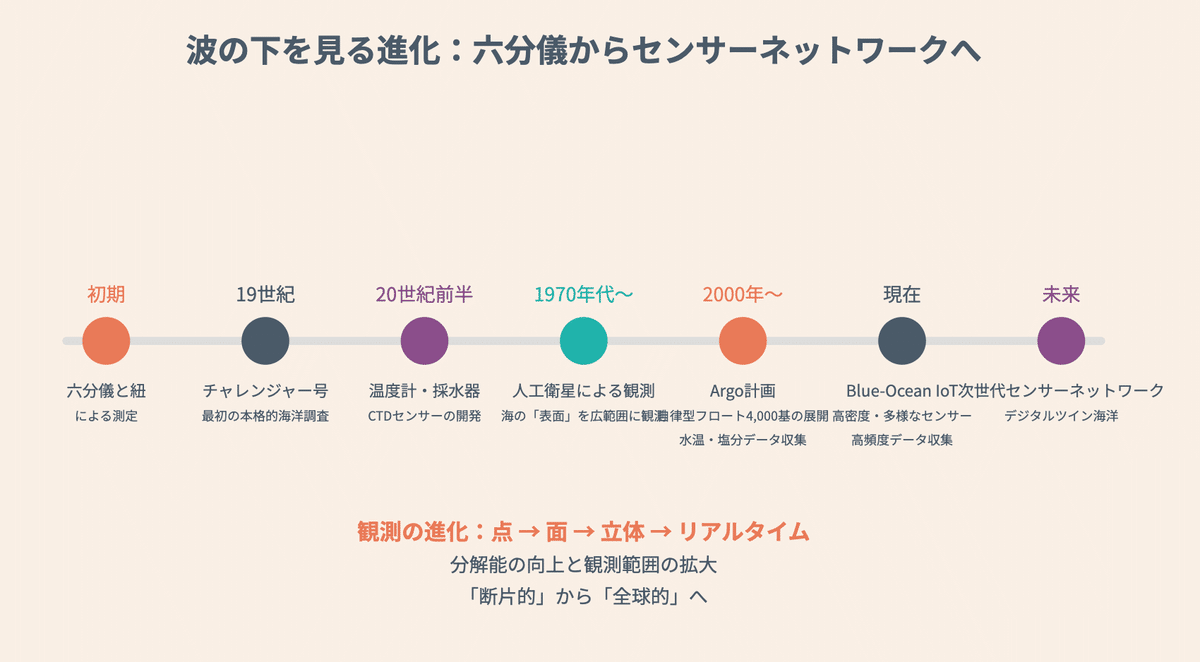 波の下を見る進化：六分儀からセンサーネットワークへ
初期
六分儀と紐
による測定
19世紀
チャレンジャー号
最初の本格的海洋調査
20世紀前半
温度計・採水器
CTDセンサーの開発
1970年代〜
人工衛星による観測
海の「表面」を広範囲に観測
2000年〜
Argo計画
自律型フロート4,000基の展開
水温・塩分データ収集
現在
Blue-Ocean IoT
高密度・多様なセンサー
高頻度データ収集
未来
次世代センサーネットワーク
デジタルツイン海洋
観測の進化：点 → 面 → 立体 → リアルタイム
分解能の向上と観測範囲の拡大
「断片的」から「全球的」へ